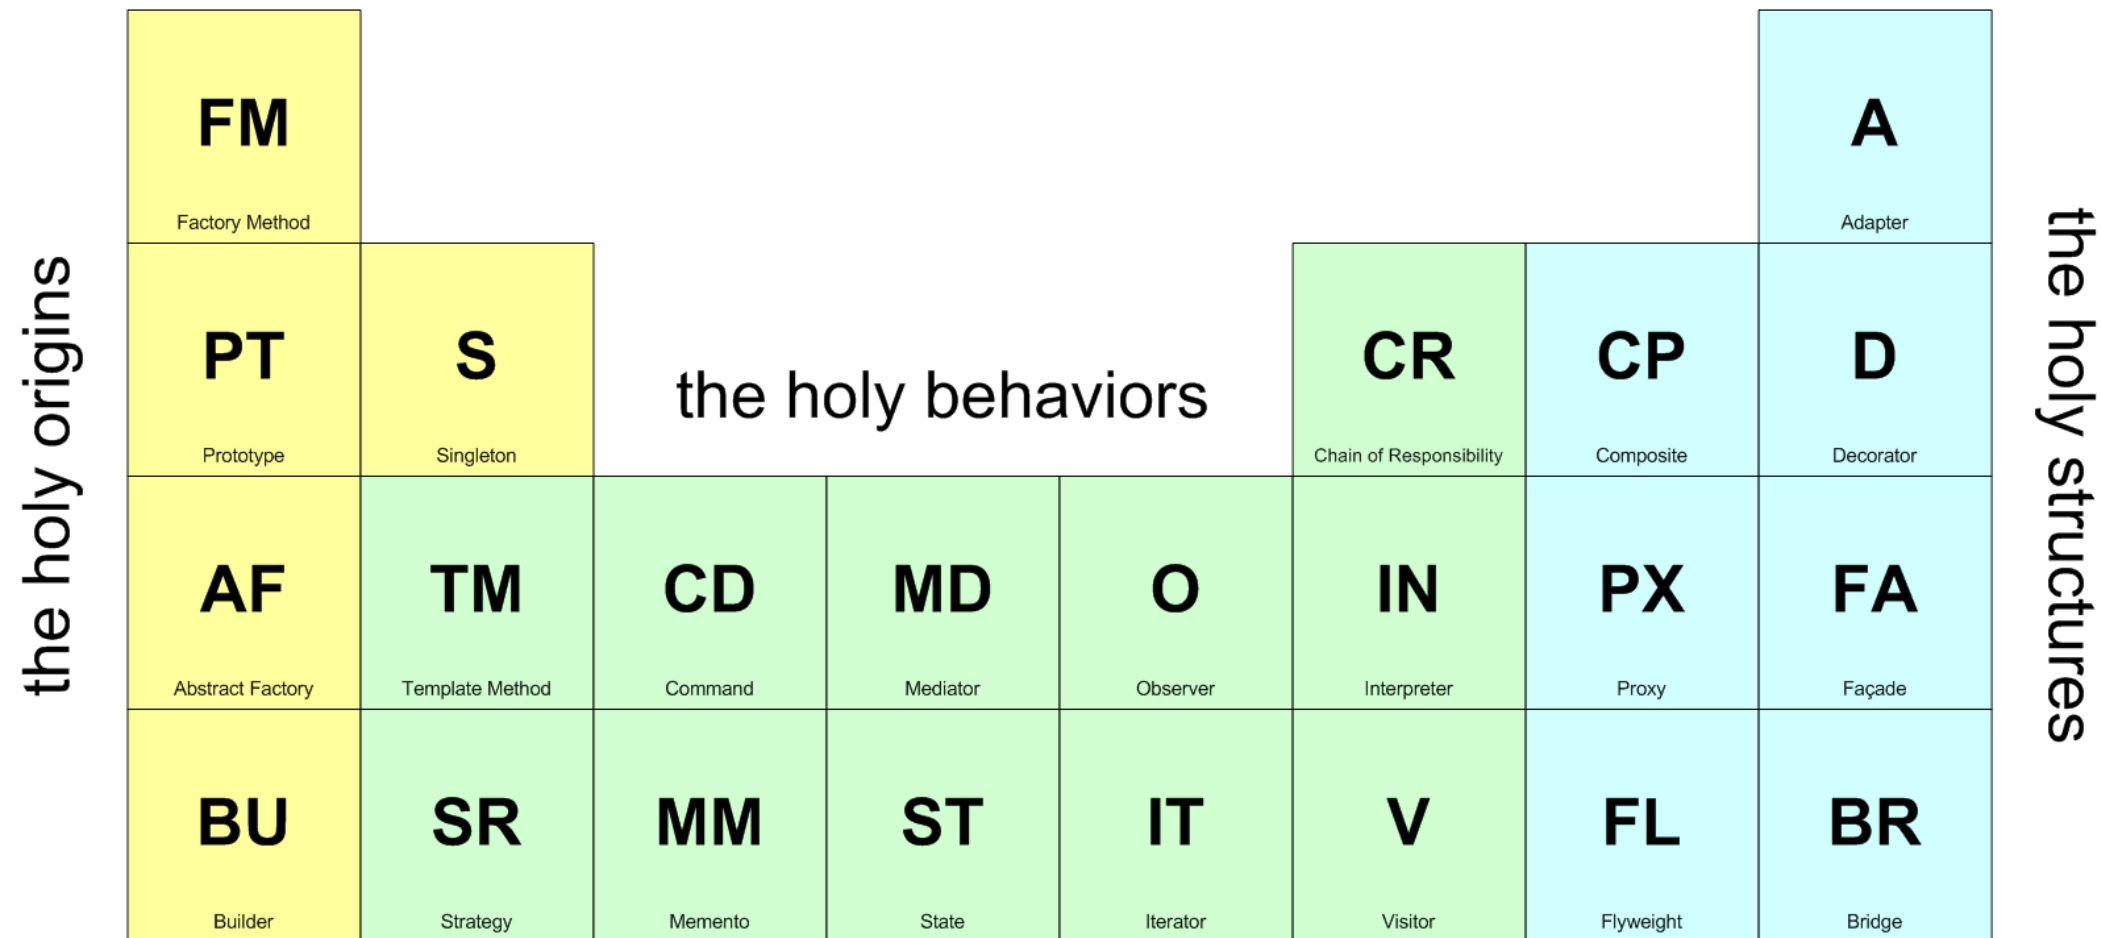 the holy origins
FM
Factory Method
A
Adapter
PT
Prototype
S
Singleton
the holy behaviors
CR
Chain of Responsibility
CP
Composite
D
Decorator
AF
Abstract Factory
TM
Template Method
CD
Command
MD
Mediator
O
Observer
IN
Interpreter
PX
Proxy
FA
Façade
BU
Builder
SR
Strategy
MM
Memento
ST
State
IT
Iterator
V
Visitor
FL
Flyweight
BR
Bridge
the holy structures